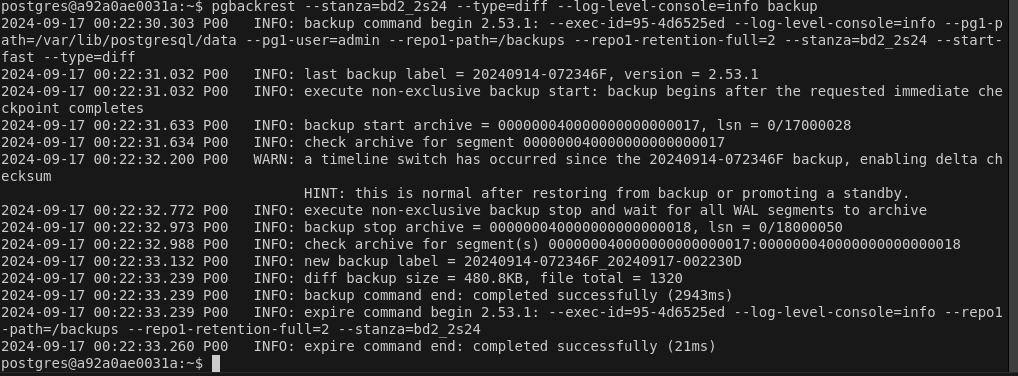 postgres@a92a0ae0031a:~$ pgbackrest --stanza=bd2_2s24 --type=diff --log-level-console=info backup
2024-09-17 00:22:30.303 P00   INFO: backup command begin 2.53.1: --exec-id=95-4d6525ed --log-level-console=info --pg1-p
ath=/var/lib/postgresql/data --pg1-user=admin --repo1-path=/backups --repo1-retention-full=2 --stanza=bd2_2s24 --start-
fast --type=diff
2024-09-17 00:22:31.032 P00   INFO: last backup label = 20240914-072346F, version = 2.53.1
2024-09-17 00:22:31.032 P00   INFO: execute non-exclusive backup start: backup begins after the requested immediate che
ckpoint completes
2024-09-17 00:22:31.633 P00   INFO: backup start archive = 000000040000000000000017, lsn = 0/17000028
2024-09-17 00:22:31.634 P00   INFO: check archive for segment 000000040000000000000017
2024-09-17 00:22:32.200 P00   WARN: a timeline switch has occurred since the 20240914-072346F backup, enabling delta ch
ecksum
                                    HINT: this is normal after restoring from backup or promoting a standby.
2024-09-17 00:22:32.772 P00   INFO: execute non-exclusive backup stop and wait for all WAL segments to archive
2024-09-17 00:22:32.973 P00   INFO: backup stop archive = 000000040000000000000018, lsn = 0/18000050
2024-09-17 00:22:32.988 P00   INFO: check archive for segment(s) 000000040000000000000017:000000040000000000000018
2024-09-17 00:22:33.132 P00   INFO: new backup label = 20240914-072346F_20240917-002230D
2024-09-17 00:22:33.239 P00   INFO: diff backup size = 480.8KB, file total = 1320
2024-09-17 00:22:33.239 P00   INFO: backup command end: completed successfully (2943ms)
2024-09-17 00:22:33.239 P00   INFO: expire command begin 2.53.1: --exec-id=95-4d6525ed --log-level-console=info --repo1
-path=/backups --repo1-retention-full=2 --stanza=bd2_2s24
2024-09-17 00:22:33.260 P00   INFO: expire command end: completed successfully (21ms)
postgres@a92a0ae0031a:~$